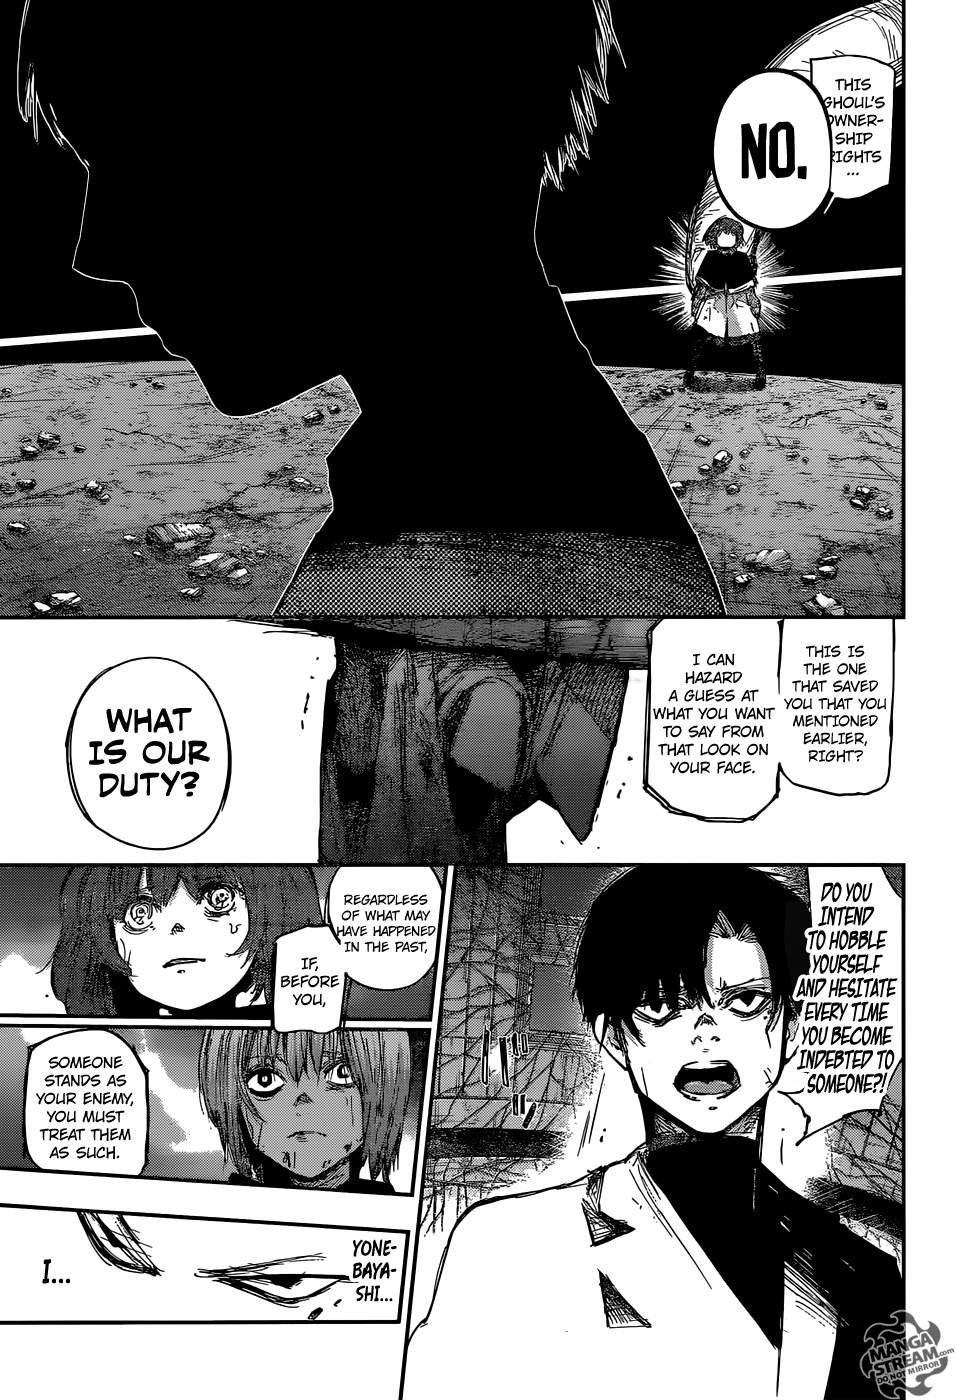 THIS
GHOUL'S
OWNER-
SHIP
RIGHTS
...
NO.
THIS IS
THE ONE
THAT SAVED
YOU THAT YOU
MENTIONED
EARLIER,
RIGHT?
I CAN
HAZARD
A GUESS AT
WHAT YOU WANT
TO SAY FROM
THAT LOOK ON
YOUR FACE.
WHAT
IS OUR
DUTY?
DO YOU
INTEND
TO HOBBLE
YOURSELF
AND HESITATE
EVERY TIME
YOU BECOME
INDEBTED TO
SOMEONE?!
REGARDLESS
OF WHAT MAY
HAVE HAPPENED
IN THE PAST,
IF,
BEFORE
YOU,
SOMEONE
STANDS AS
YOUR ENEMY,
YOU MUST
TREAT THEM
AS SUCH.
YONE-
BAYA-
SHI...
I...
MANGA
STREAM.com
DO NOT MIRROR